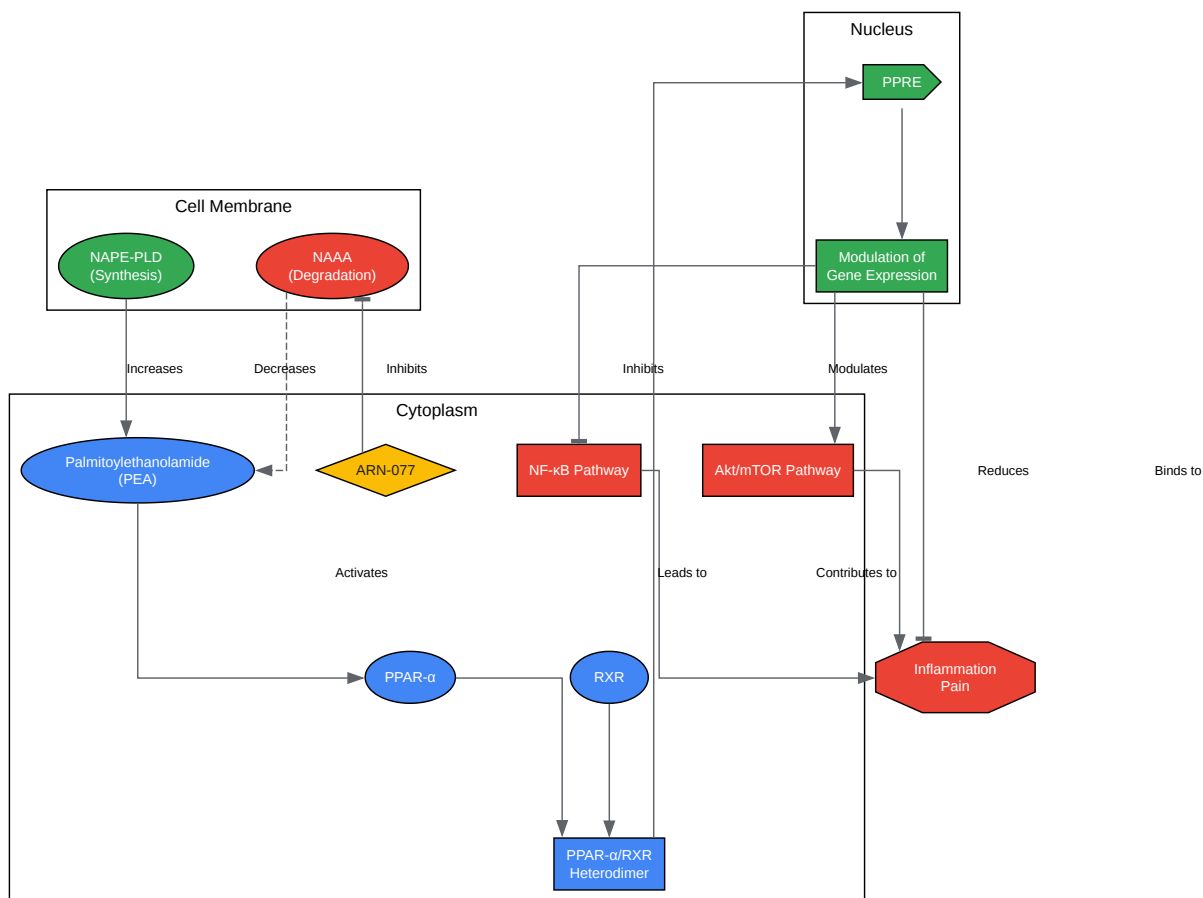 Nucleus
PPRE
Cell Membrane
NAPE-PLD
(Synthesis)
NAAA
(Degradation)
Modulation of
Gene Expression
Increases
Decreases
Inhibits
Inhibits
Modulates
Cytoplasm
Palmitoylethanolamide
(PEA)
ARN-077
NF-κB Pathway
Akt/mTOR Pathway
Reduces
Binds to
Activates
Leads to
Contributes to
PPAR-α
RXR
Inflammation
Pain
PPAR-α/RXR
Heterodimer